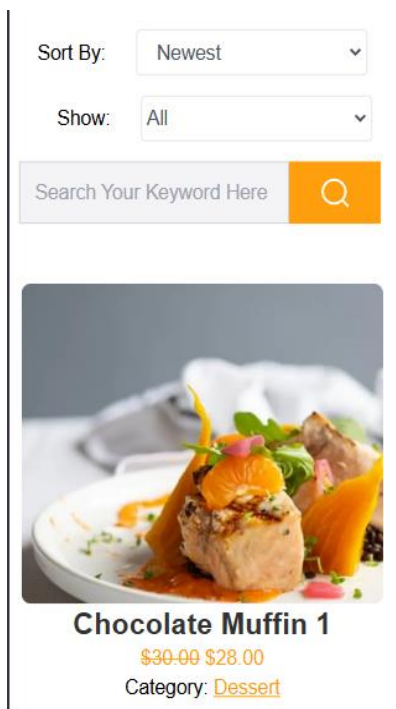 Sort By: Newest
Show: All
Search Your Keyword Here
Chocolate Muffin 1
$30.00 $28.00
Category: Dessert